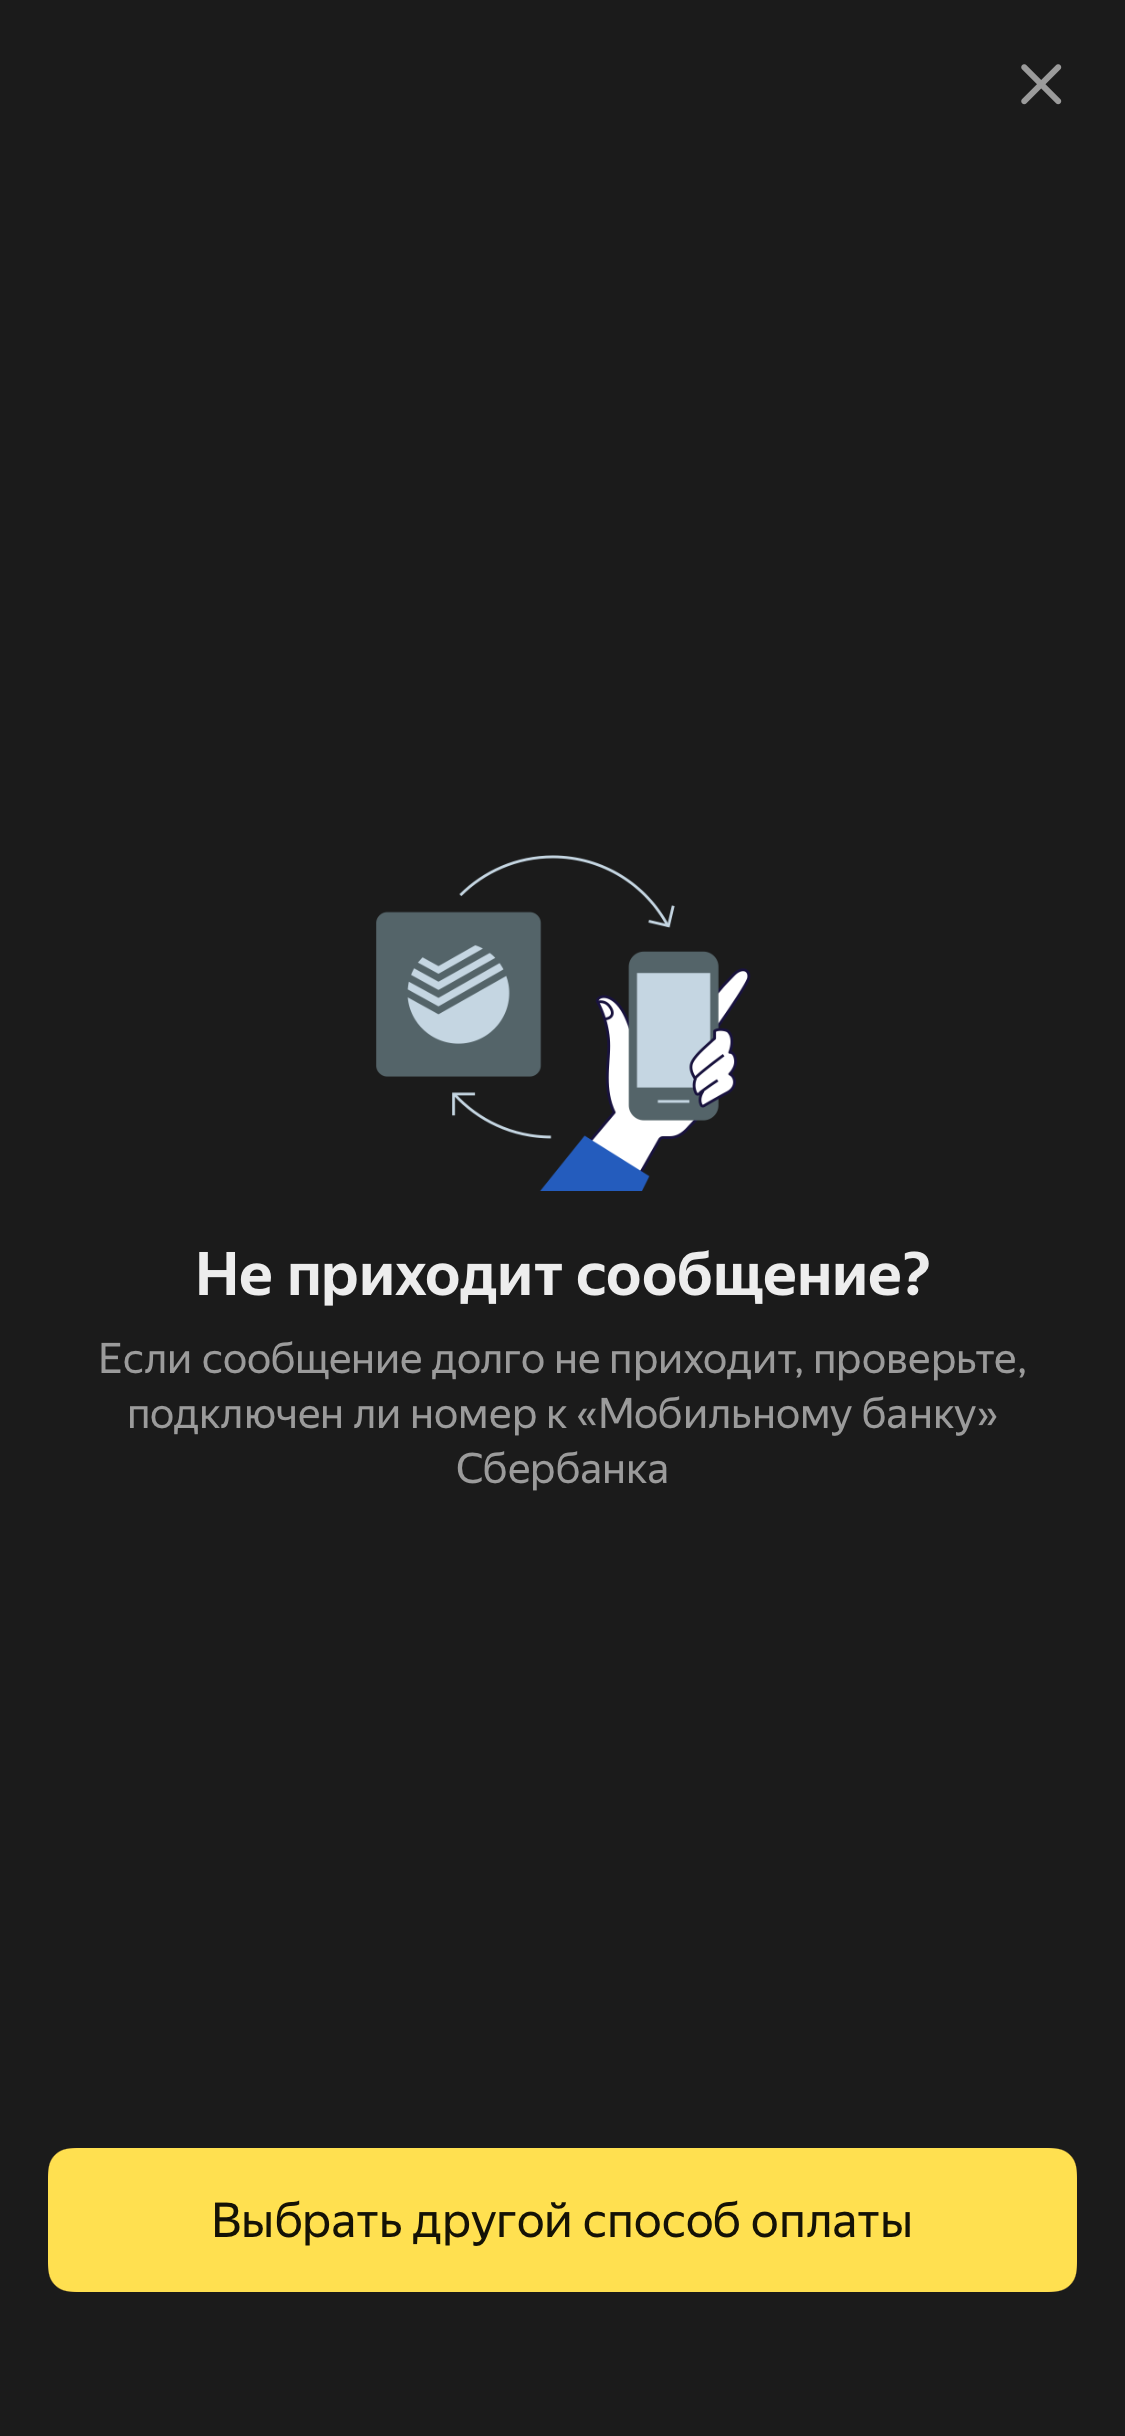 Не приходит сообщение?
Если сообщение долго не приходит, проверьте,
подключен ли номер к «Мобильному банку»
Сбербанка
Выбрать другой способ оплаты